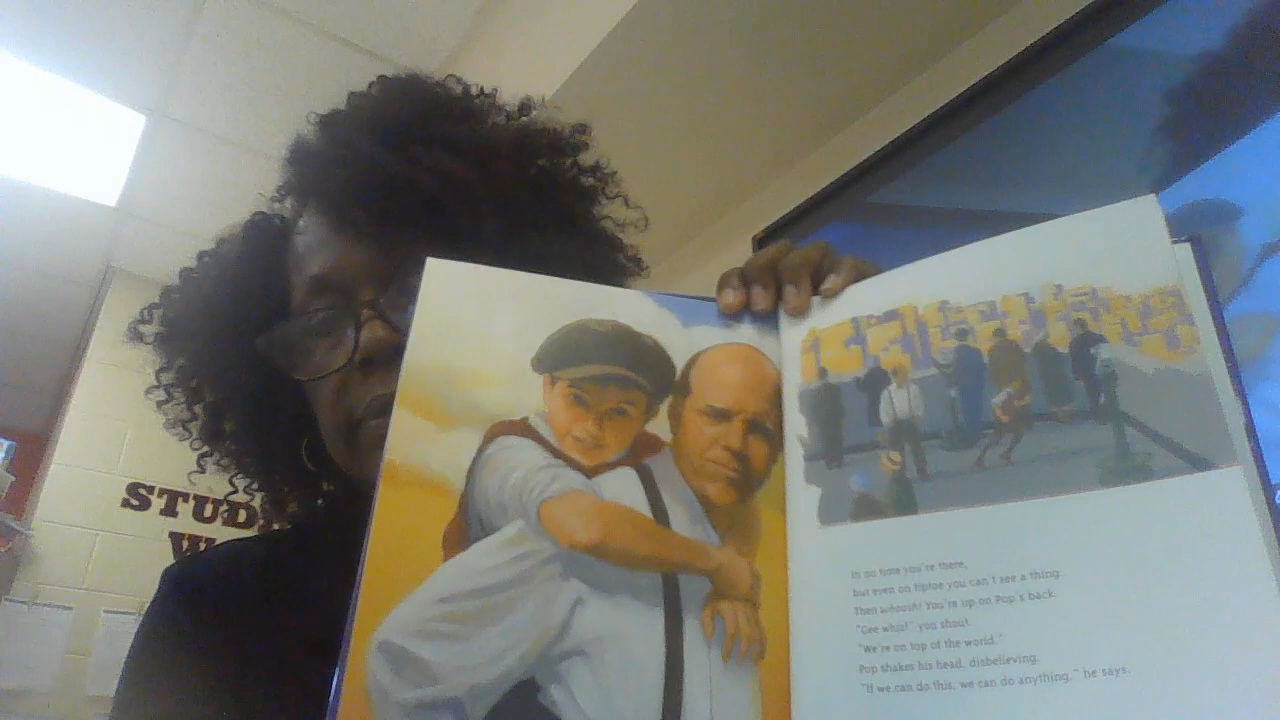 STUD
W
In no time you're there,
but even on tiptoe you can't see a thing.
Then whoosh! You're up on Pop's back.
"Gee whiz!" you shout.
"We're on top of the world."
Pop shakes his head, disbelieving.
"If we can do this, we can do anything," he says.